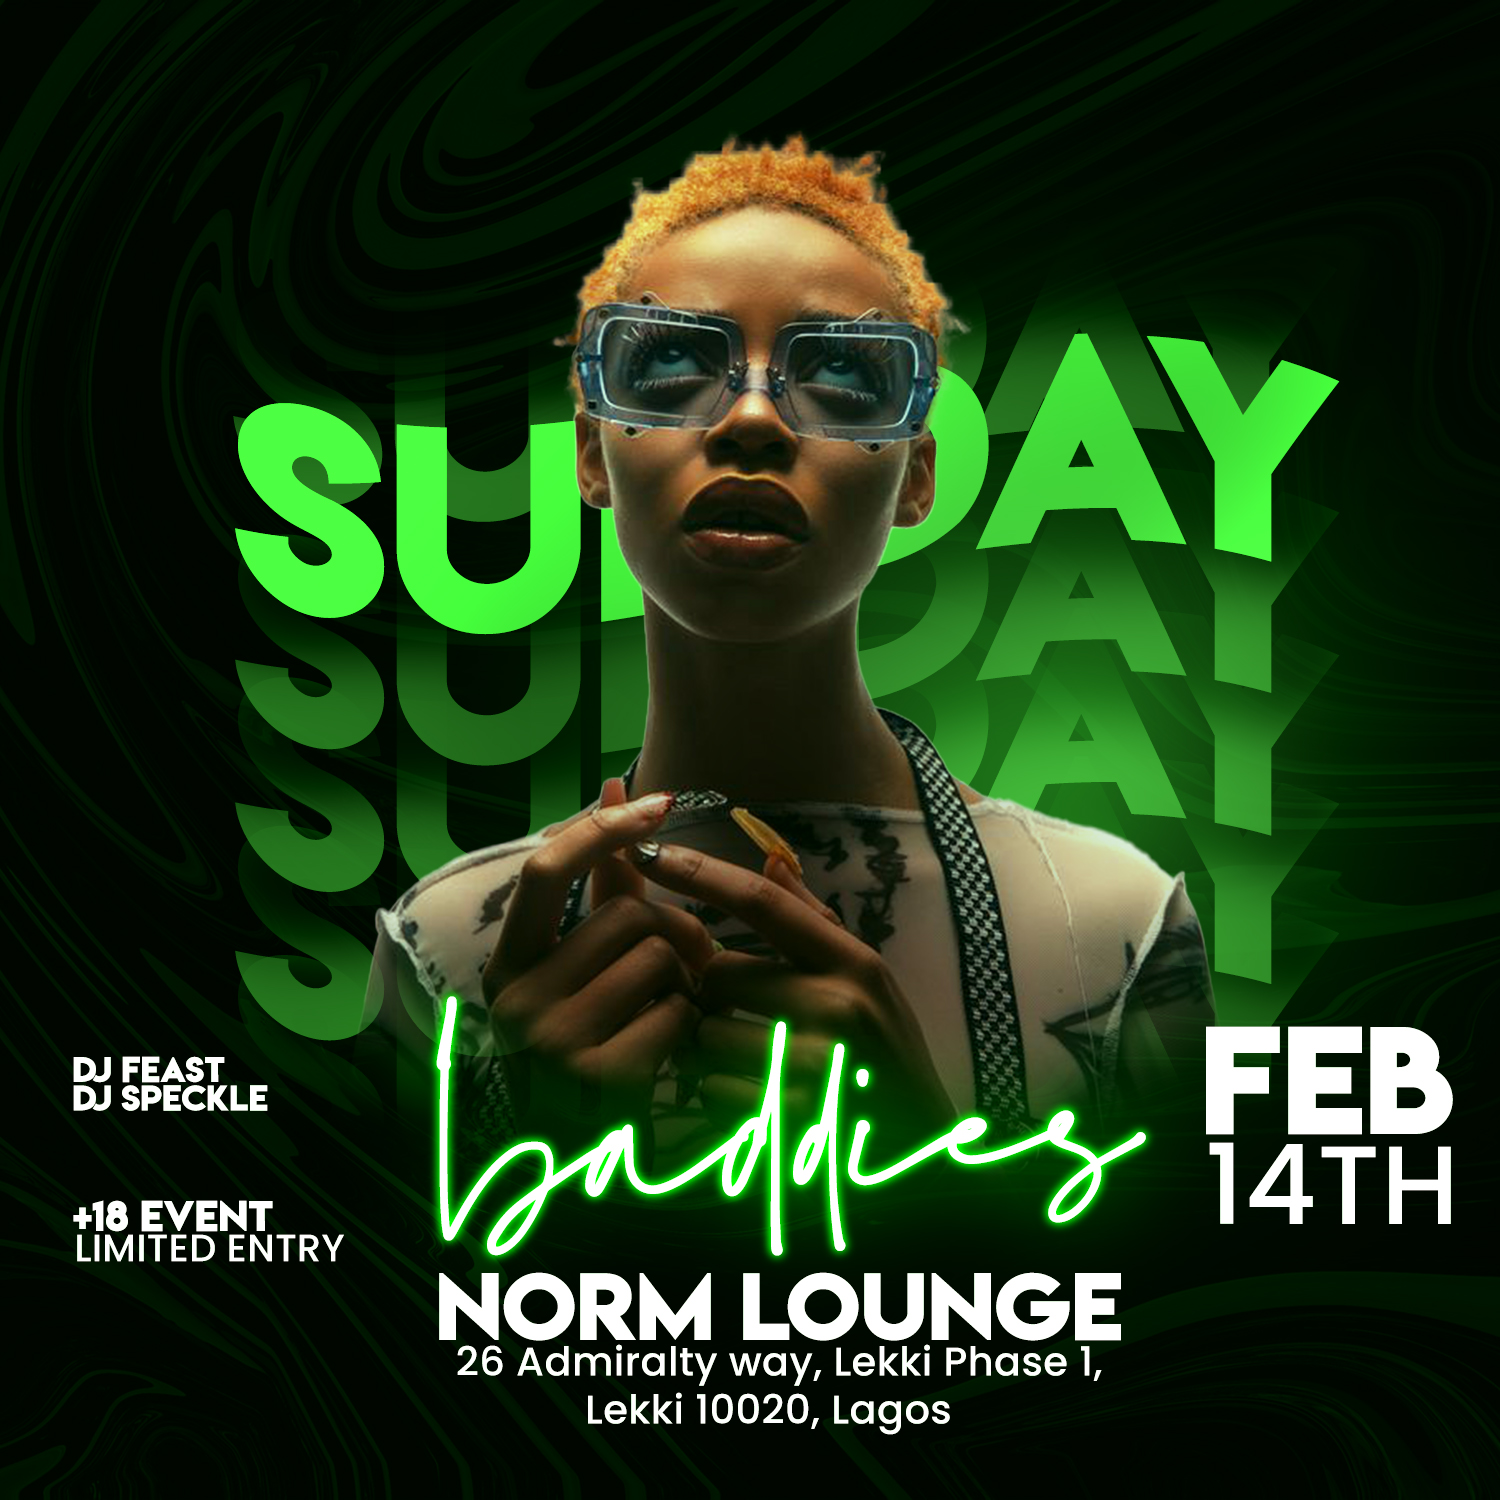 SUNDAY
baddies
DJ FEAST
DJ SPECKLE
+18 EVENT
LIMITED ENTRY
FEB
14TH
NORM LOUNGE
26 Admiralty way, Lekki Phase 1,
Lekki 10020, Lagos